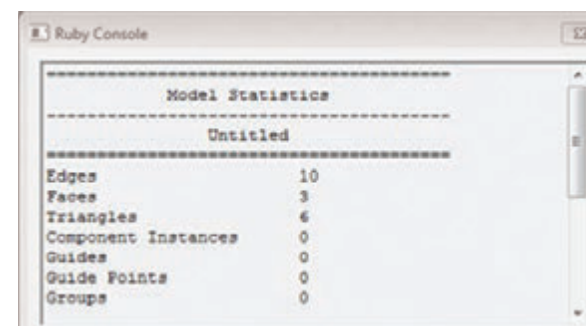 Ruby Console
==========================================
Model Statistics
------------------------------------------
Untitled
==========================================
Edges 10
Faces 3
Triangles 6
Component Instances 0
Guides 0
Guide Points 0
Groups 0